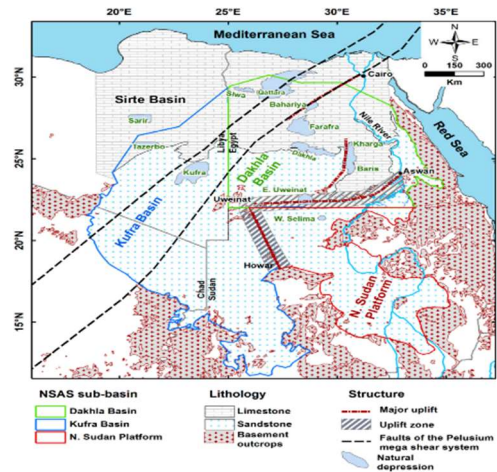 20°E 25°E 30°E 35°E
Mediterranean Sea
N
W E
S
0 150 300
Km
30°N
25°N
20°N
15°N
Cairo
Sirte Basin
Siwa
Qattara
Bahariya
Nile River
Red Sea
Sarir
Farafra
Libya
Egypt
Tazerbo
Dakhla
Kharga
Kufra
Dakhla Basin
Baris
Aswan
E. Uweinat
Uweinat
W. Selima
Kufra Basin
Howar
Chad
Sudan
N. Sudan
Platform
NSAS sub-basin
Dakhla Basin
Kufra Basin
N. Sudan Platform
Lithology
Limestone
Sandstone
Basement
outcrops
Structure
Major uplift
Uplift zone
Faults of the Pelusium
mega shear system
Natural
depression